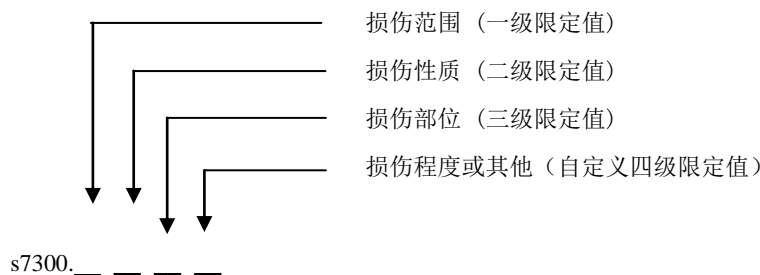 损伤范围 (一级限定值)
损伤性质 (二级限定值)
损伤部位 (三级限定值)
损伤程度或其他（自定义四级限定值）
s7300._ _ _ _